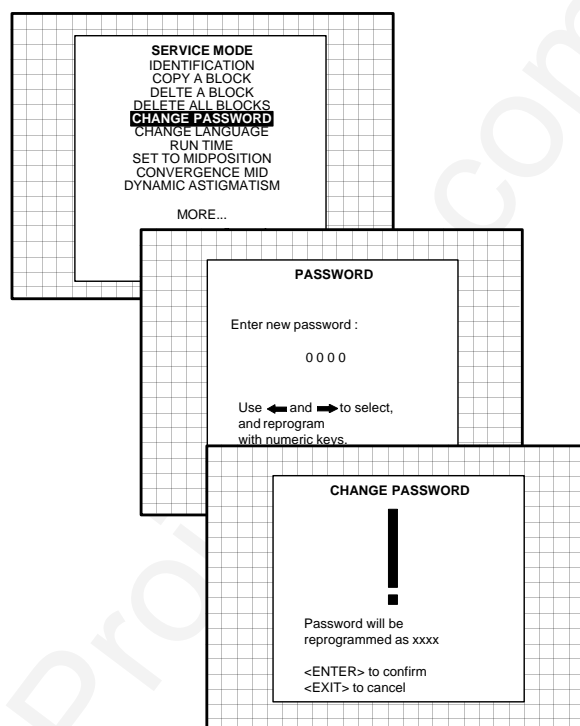 SERVICE MODE
IDENTIFICATION
COPY A BLOCK
DELTE A BLOCK
DELETE ALL BLOCKS
CHANGE PASSWORD
CHANGE LANGUAGE
RUN TIME
SET TO MIDPOSITION
CONVERGENCE MID
DYNAMIC ASTIGMATISM
MORE...
PASSWORD
Enter new password :
0 0 0 0
Use ⬅ and ➡ to select,
and reprogram
with numeric keys.
CHANGE PASSWORD
!
Password will be
reprogrammed as xxxx
<ENTER> to confirm
<EXIT> to cancel